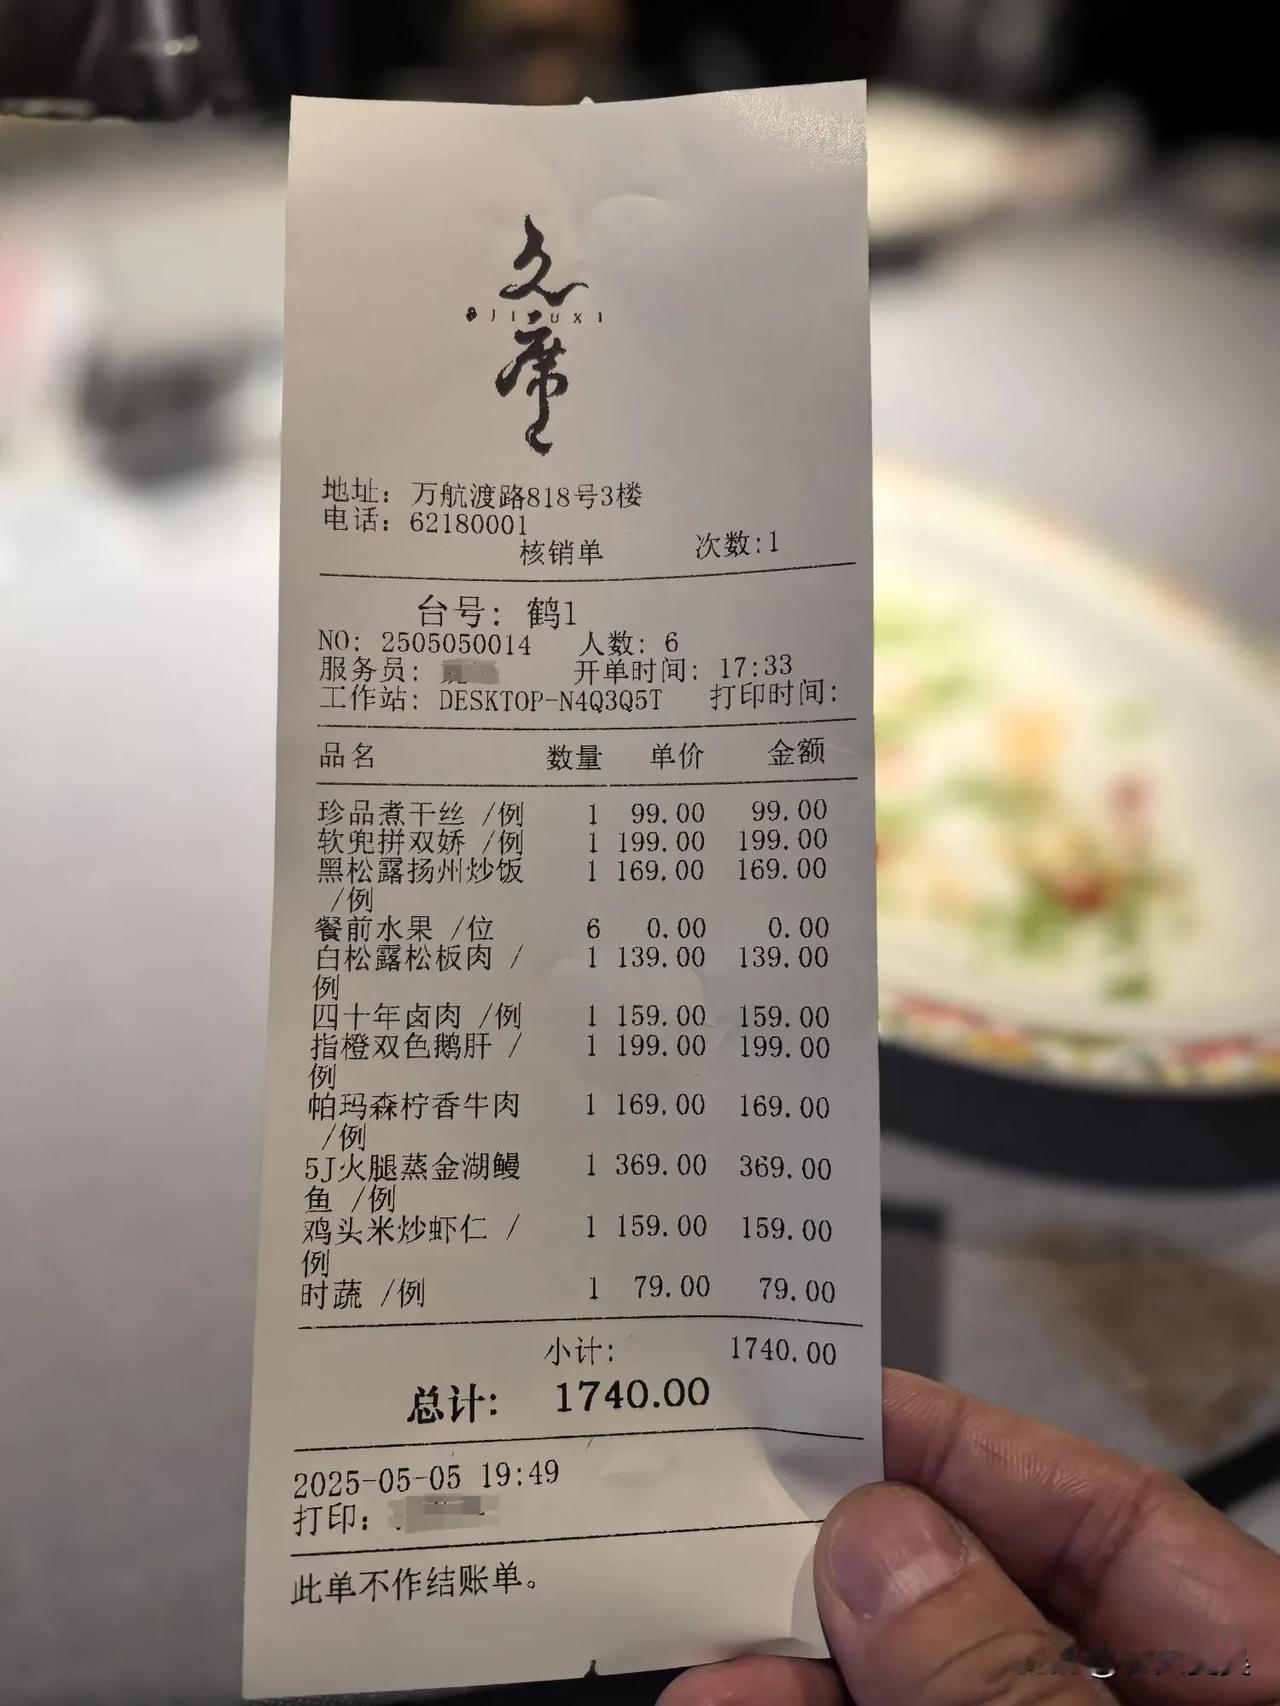 久
JIUXI
席
地址：万航渡路818号3楼
电话：62180001
核销单 次数:1
台号：鹤1
NO: 2505050014 人数: 6
服务员: 开单时间: 17:33
工作站: DESKTOP-N4Q3Q5T 打印时间:
品名 数量 单价 金额
珍品煮干丝 /例 1 99.00 99.00
软兜拼双娇 /例 1 199.00 199.00
黑松露扬州炒饭 1 169.00 169.00
/例
餐前水果 /位 6 0.00 0.00
白松露松板肉 / 1 139.00 139.00
例
四十年卤肉 /例 1 159.00 159.00
指橙双色鹅肝 / 1 199.00 199.00
例
帕玛森柠香牛肉 1 169.00 169.00
/例
5J火腿蒸金湖鳗 1 369.00 369.00
鱼 /例
鸡头米炒虾仁 / 1 159.00 159.00
例
时蔬 /例 1 79.00 79.00
小计: 1740.00
总计: 1740.00
2025-05-05 19:49
打印:
此单不作结账单。